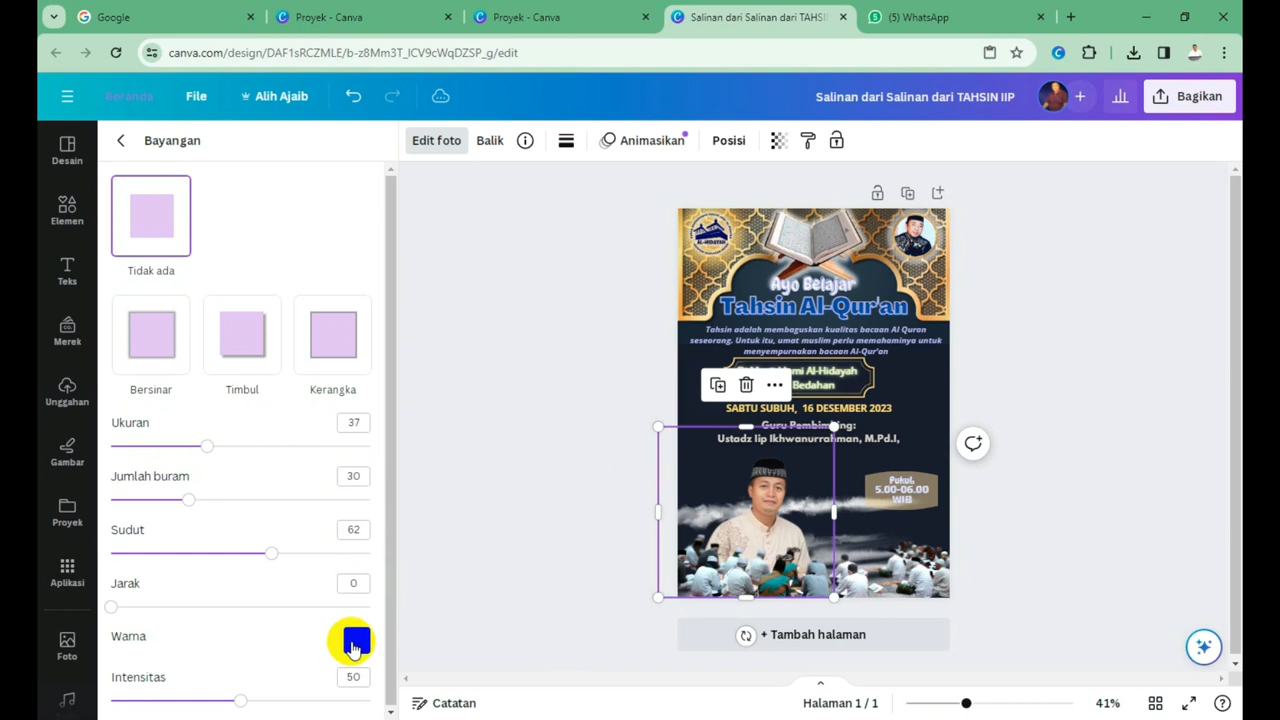 Google
Proyek - Canva
Proyek - Canva
Salinan dari Salinan dari TAHSIN
(5) WhatsApp
canva.com/design/DAF1sRCZMLE/b-z8Mm3T_ICV9cWqDZSP_g/edit
Beranda
File
Alih Ajaib
Salinan dari Salinan dari TAHSIN IIP
Bagikan
Desain
Elemen
Teks
Merek
Unggahan
Gambar
Proyek
Aplikasi
Foto
Bayangan
Tidak ada
Bersinar
Timbul
Kerangka
Ukuran
37
Jumlah buram
30
Sudut
62
Jarak
0
Warna
Intensitas
50
Edit foto
Balik
Animasikan
Posisi
AL-HIDAYAH
Ayo Belajar
Tahsin Al-Qur'an
Tahsin adalah membaguskan kualitas bacaan Al Quran
seseorang. Untuk itu, umat muslim perlu memahaminya untuk
menyempurnakan bacaan Al-Qur'an
Al-Hidayah
Bedahan
SABTU SUBUH, 16 DESEMBER 2023
Guru Pembimbing:
Ustadz Iip Ikhwanurrahman, M.Pd.I,
Pukul,
5.00-06.00
WIB
+ Tambah halaman
Catatan
Halaman 1 / 1
41%